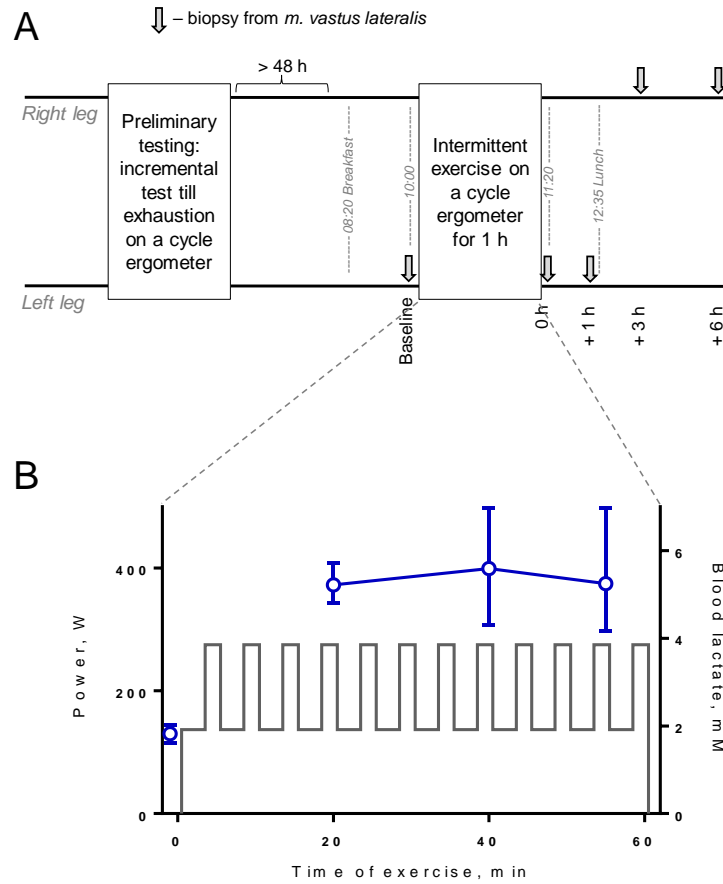 A
– biopsy from m. vastus lateralis
> 48 h
Right leg
Preliminary
testing:
incremental
test till
exhaustion
on a cycle
ergometer
08:20 Breakfast
10:00
Intermittent
exercise on
a cycle
ergometer
for 1 h
11:20
12:35 Lunch
Left leg
Baseline
0 h
+ 1 h
+ 3 h
+ 6 h
B
Power, W
400
200
0
6
4
2
0
Blood lactate, mM
0
20
40
60
Time of exercise, min